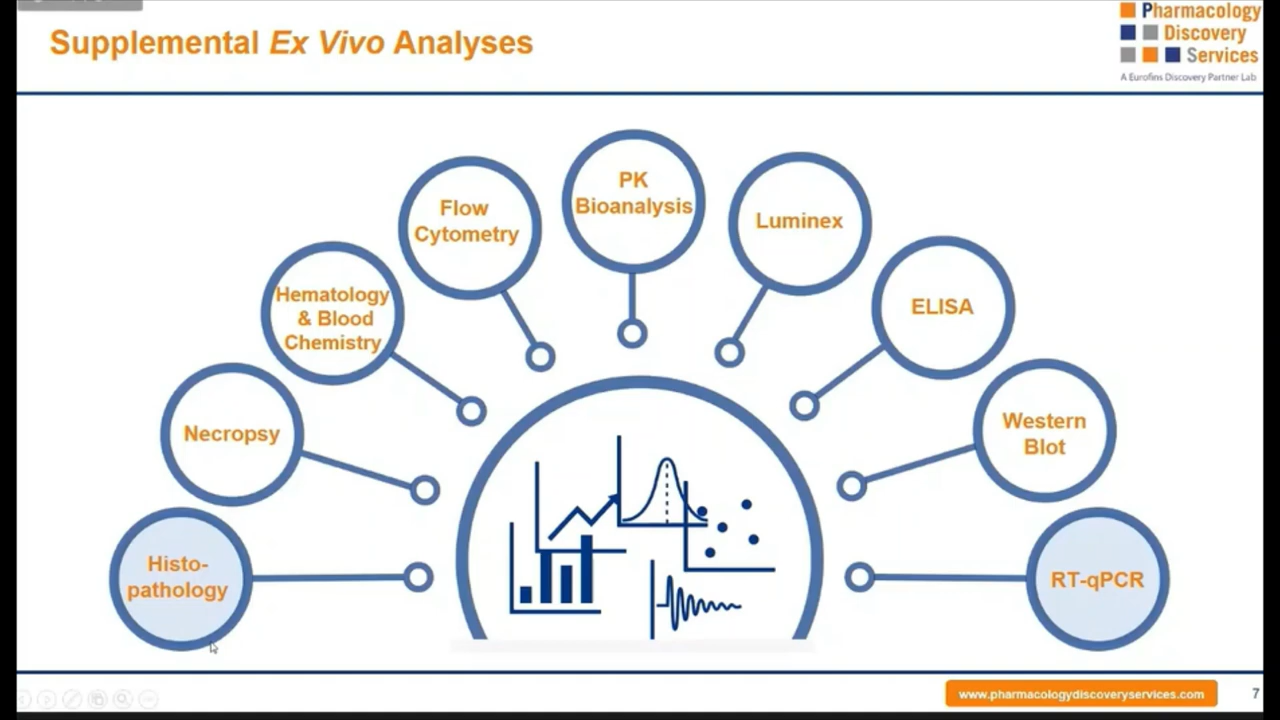 Supplemental Ex Vivo Analyses
Pharmacology
Discovery
Services
A Eurofins Discovery Partner Lab
PK
Bioanalysis
Flow
Cytometry
Luminex
Hematology
& Blood
Chemistry
ELISA
Necropsy
Western
Blot
Histo-
pathology
RT-qPCR
www.pharmacologydiscoveryservices.com
7